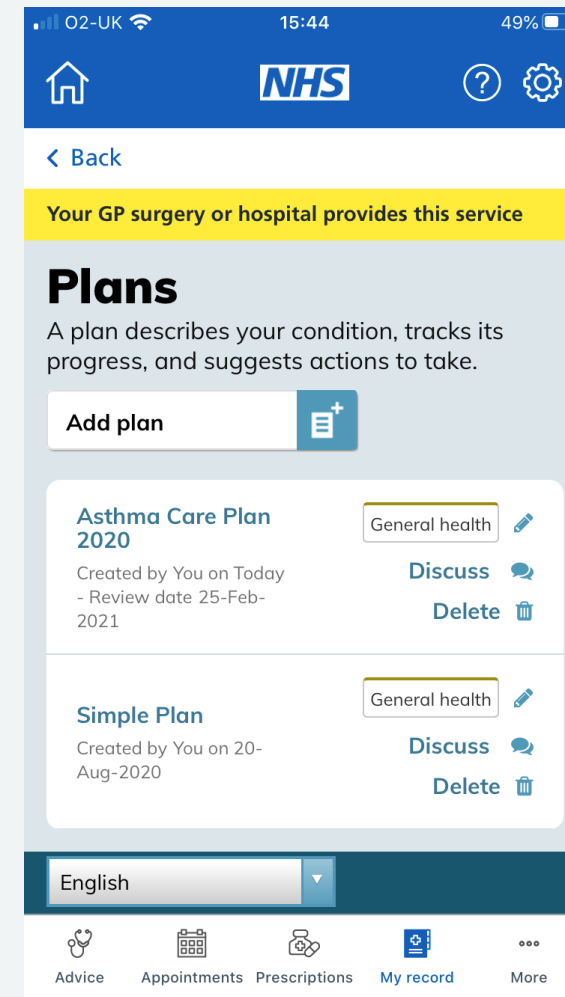 O2-UK 15:44 49%
NHS ?
Back
Your GP surgery or hospital provides this service
Plans
A plan describes your condition, tracks its
progress, and suggests actions to take.
Add plan
Asthma Care Plan
2020
General health
Created by You on Today
- Review date 25-Feb-
2021
Discuss
Delete
Simple Plan
General health
Created by You on 20-
Aug-2020
Discuss
Delete
English
Advice Appointments Prescriptions My record More